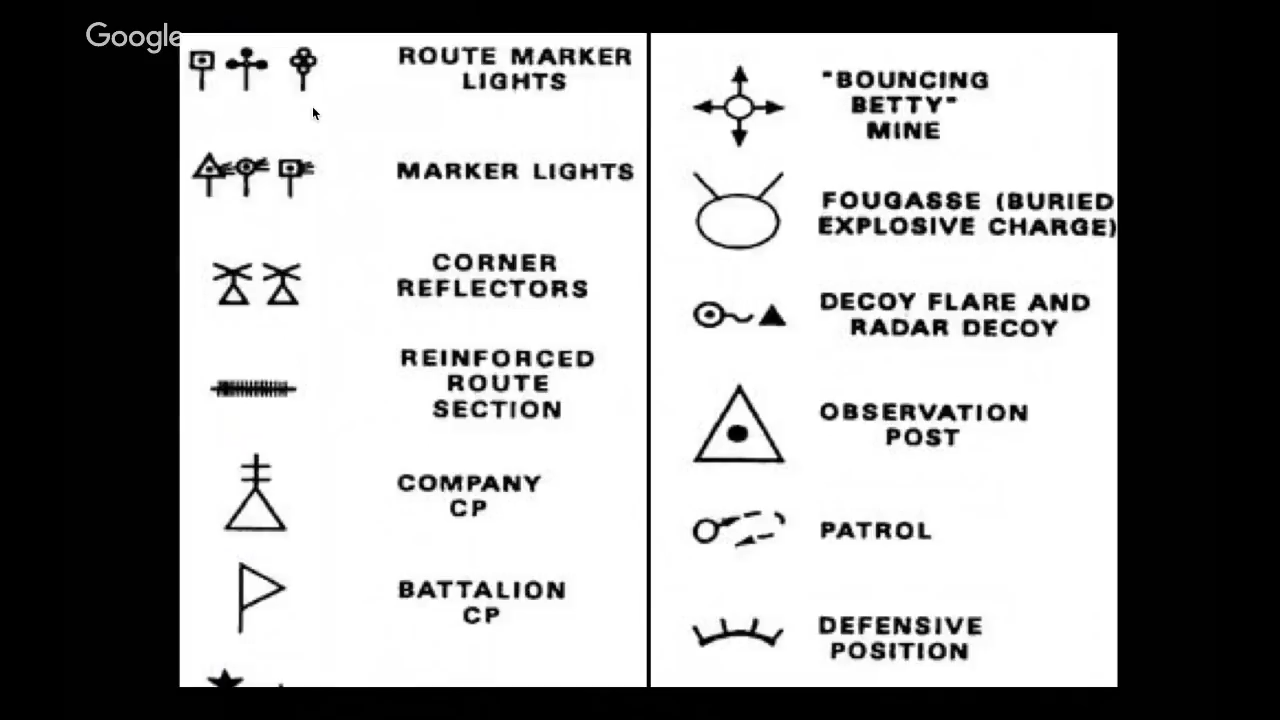 Google
ROUTE MARKER
LIGHTS
MARKER LIGHTS
CORNER
REFLECTORS
REINFORCED
ROUTE
SECTION
COMPANY
CP
BATTALION
CP
"BOUNCING
BETTY"
MINE
FOUGASSE (BURIED
EXPLOSIVE CHARGE)
DECOY FLARE AND
RADAR DECOY
OBSERVATION
POST
PATROL
DEFENSIVE
POSITION